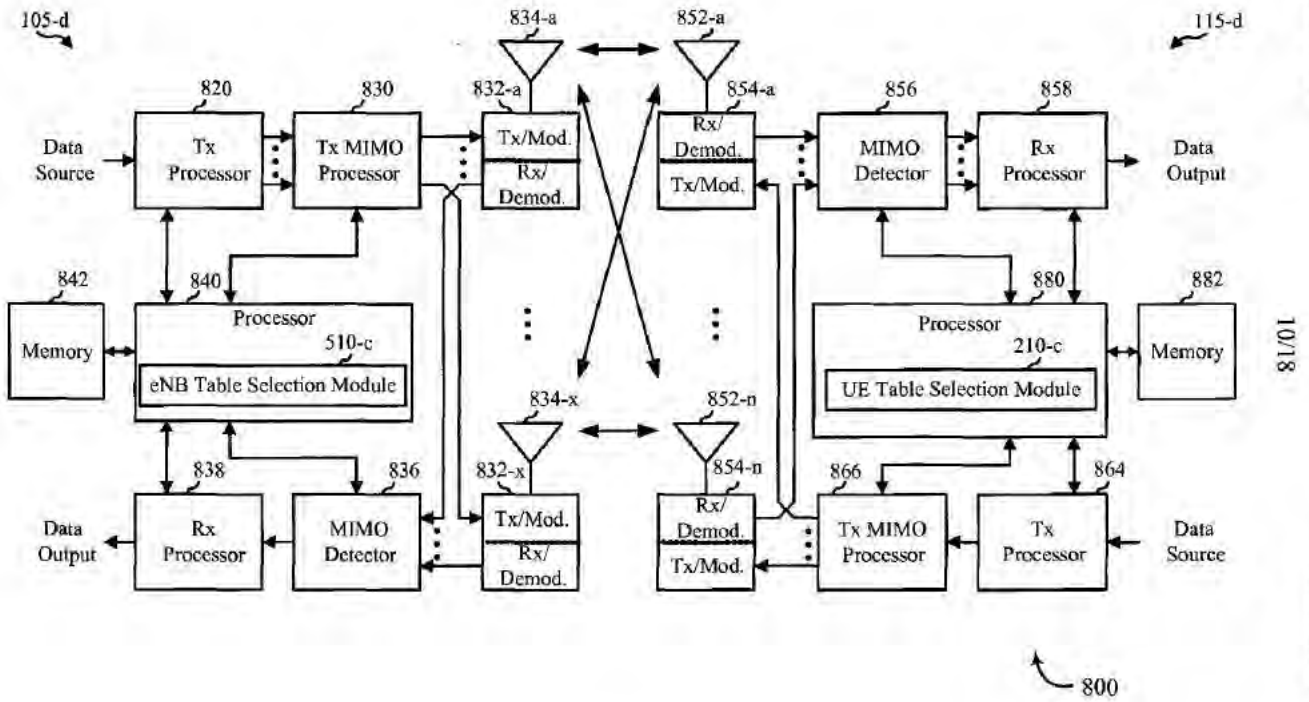 105-d
834-a
852-a
115-d
820
830
832-a
854-a
856
858
Data
Source
Tx
Processor
Tx MIMO
Processor
Tx/Mod.
Rx/
Demod.
Rx/
Demod.
Tx/Mod.
MIMO
Detector
Rx
Processor
Data
Output
842
840
880
882
Memory
Processor
510-c
eNB Table Selection Module
Processor
210-c
UE Table Selection Module
Memory
10/18
834-x
852-n
838
836
832-x
854-n
866
864
Data
Output
Rx
Processor
MIMO
Detector
Tx/Mod.
Rx/
Demod.
Rx/
Demod.
Tx/Mod.
Tx MIMO
Processor
Tx
Processor
Data
Source
800